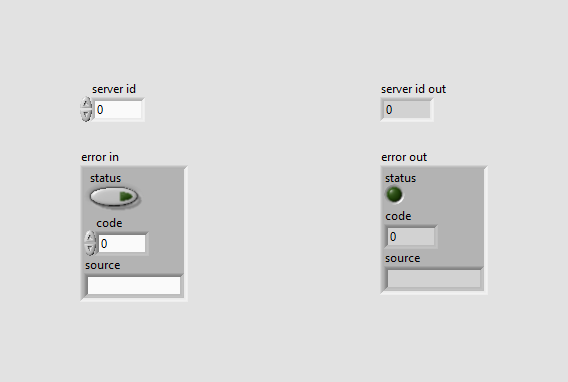 server id
0
server id out
0
error in
status
code
0
source
error out
status
code
0
source